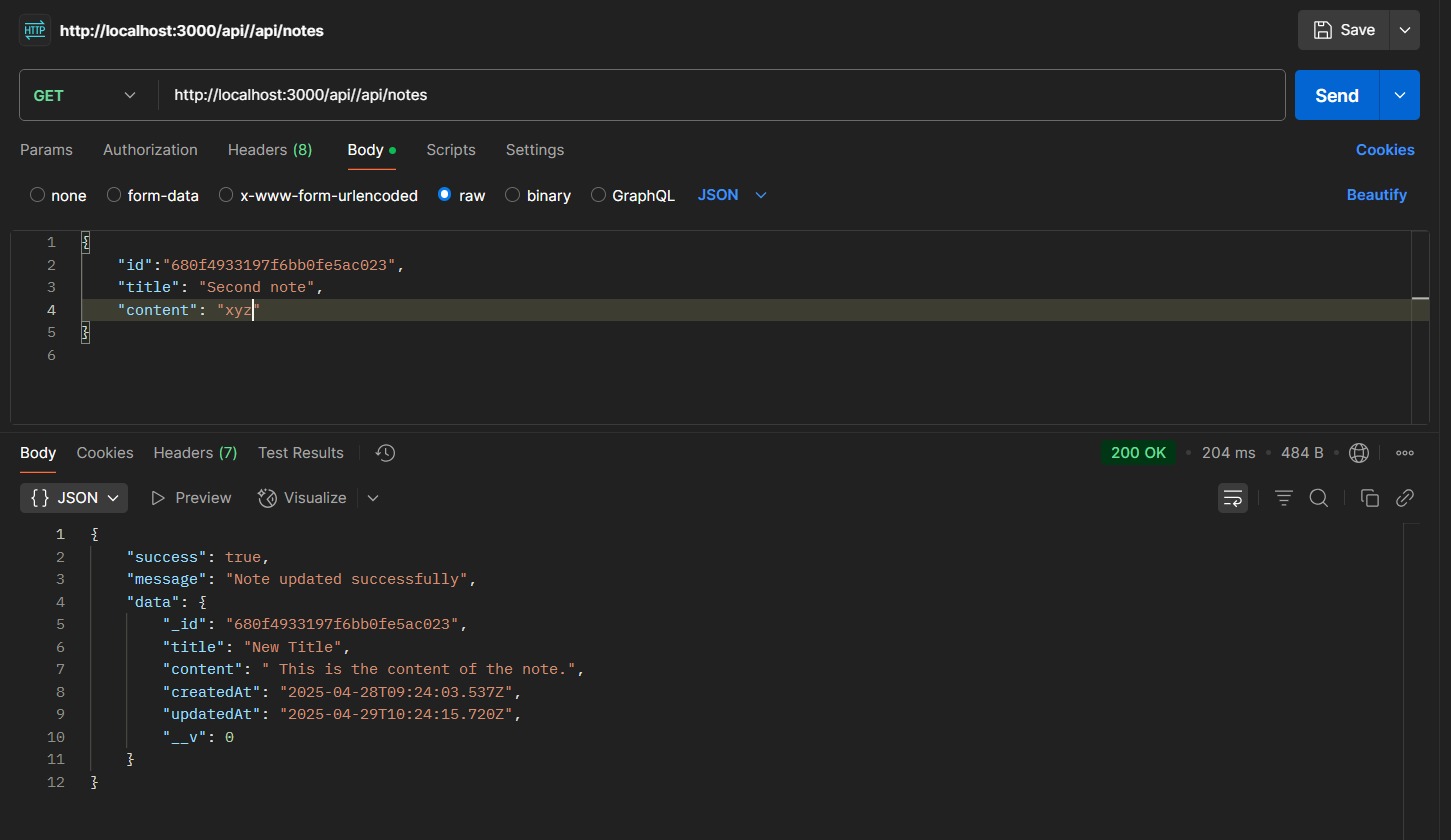 HTTP http://localhost:3000/api//api/notes Save
GET http://localhost:3000/api//api/notes Send
Params Authorization Headers (8) Body Scripts Settings Cookies
none form-data x-www-form-urlencoded raw binary GraphQL JSON Beautify
1 {
2 "id":"680f4933197f6bb0fe5ac023",
3 "title": "Second note",
4 "content": "xyz"
5 }
6
Body Cookies Headers (7) Test Results 200 OK • 204 ms • 484 B •
{} JSON Preview Visualize
1 {
2 "success": true,
3 "message": "Note updated successfully",
4 "data": {
5 "_id": "680f4933197f6bb0fe5ac023",
6 "title": "New Title",
7 "content": " This is the content of the note.",
8 "createdAt": "2025-04-28T09:24:03.537Z",
9 "updatedAt": "2025-04-29T10:24:15.720Z",
10 "__v": 0
11 }
12 }